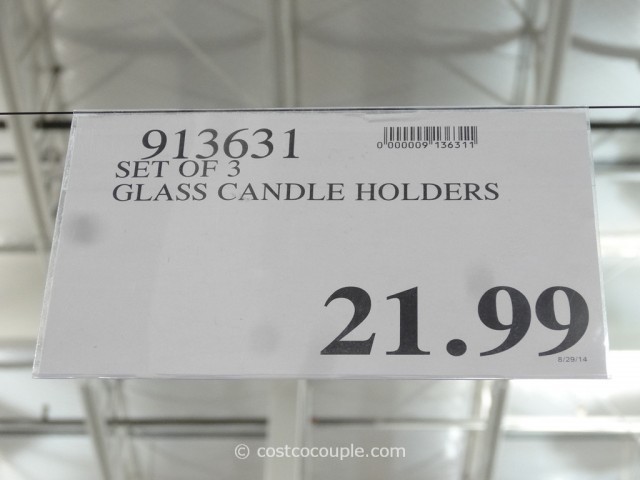 913631
0 000009 136311
SET OF 3
GLASS CANDLE HOLDERS
21.99
8/29/14
© costcocouple.com